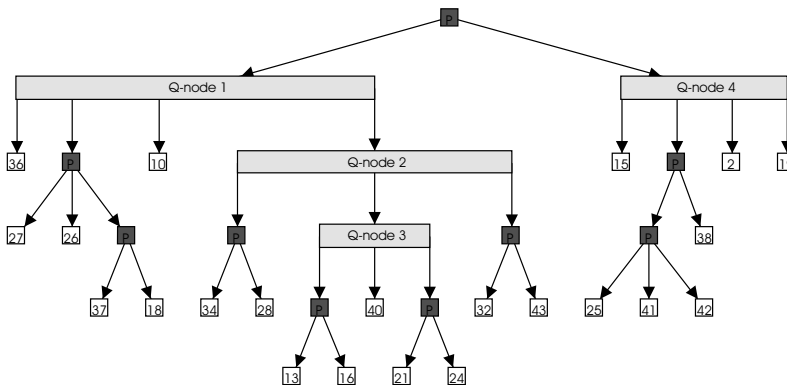 P
Q-node 1 Q-node 4
36 P 10 Q-node 2 15 P 2
27 26 P P Q-node 3 P P 38
37 18 34 28 P 40 P 32 43 25 41 42
13 16 21 24